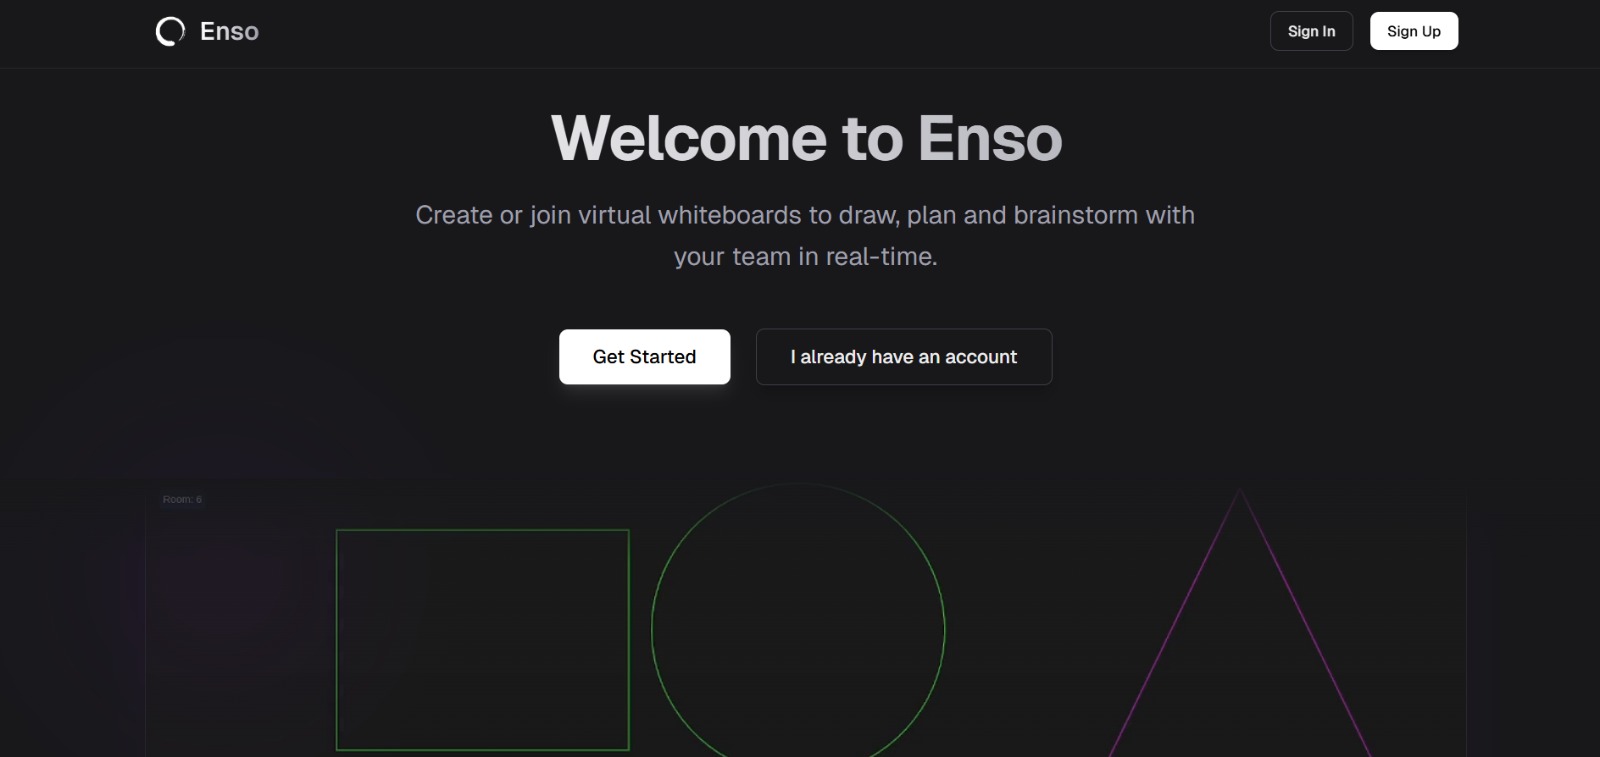 Enso
Sign In
Sign Up
Welcome to Enso
Create or join virtual whiteboards to draw, plan and brainstorm with
your team in real-time.
Get Started
I already have an account
Room: 6